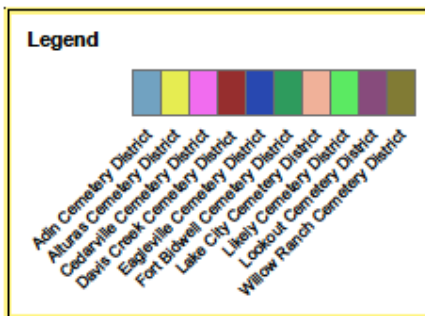 Legend
Adin Cemetery District
Alturas Cemetery District
Cedarville Cemetery District
Davis Creek Cemetery District
Eagleville Cemetery District
Fort Bidwell Cemetery District
Lake City Cemetery District
Likely Cemetery District
Lookout Cemetery District
Willow Ranch Cemetery District